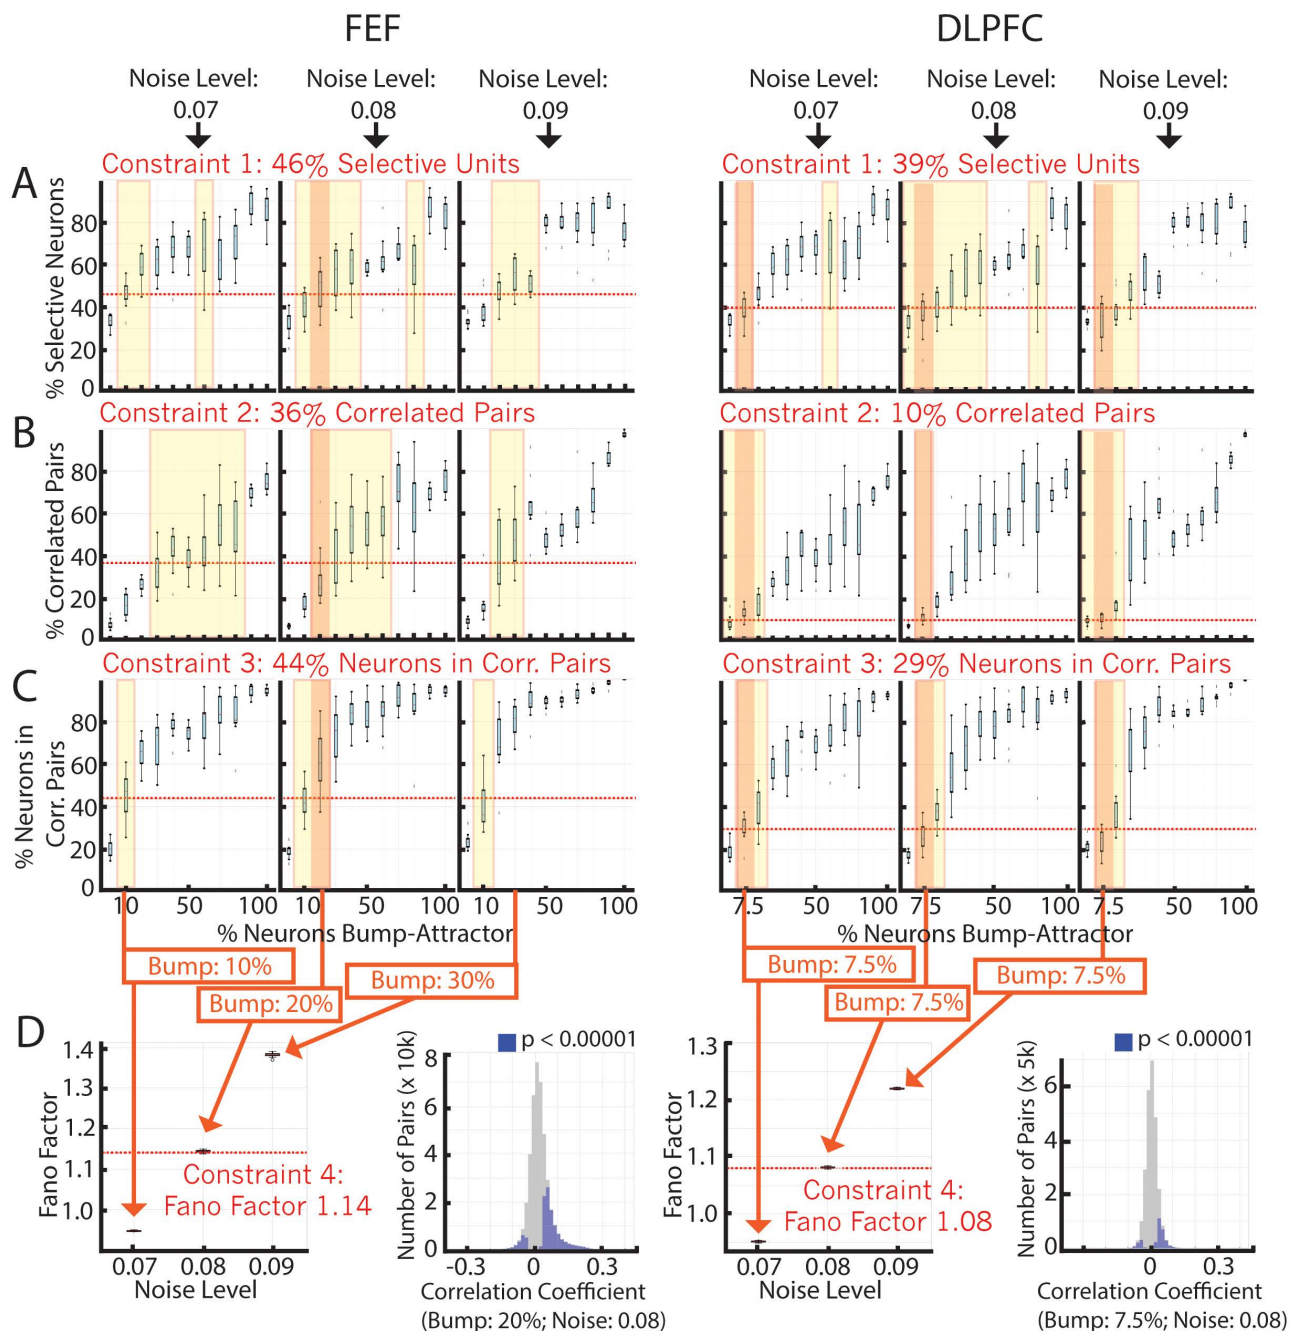 FEF DLPFC
Noise Level: Noise Level: Noise Level: Noise Level: Noise Level: Noise Level:
0.07 0.08 0.09 0.07 0.08 0.09
A
Constraint 1: 46% Selective Units Constraint 1: 39% Selective Units
% Selective Neurons
80
60
40
20
0
B
Constraint 2: 36% Correlated Pairs Constraint 2: 10% Correlated Pairs
% Correlated Pairs
80
60
40
20
0
C
Constraint 3: 44% Neurons in Corr. Pairs Constraint 3: 29% Neurons in Corr. Pairs
% Neurons in
Corr. Pairs
80
60
40
20
0
10 50 100 10 50 100 10 50 100 7.5 50 100 7.5 50 100 7.5 50 100
% Neurons Bump-Attractor % Neurons Bump-Attractor
Bump: 10% Bump: 20% Bump: 30% Bump: 7.5% Bump: 7.5% Bump: 7.5%
D
Fano Factor
1.4
1.3
1.2
1.1
1.0
Constraint 4:
Fano Factor 1.14
0.07 0.08 0.09
Noise Level
p < 0.00001
Number of Pairs (x 10k)
8
6
4
2
0
-0.3 0 0.3
Correlation Coefficient
(Bump: 20%; Noise: 0.08)
Fano Factor
1.3
1.2
1.1
1.0
Constraint 4:
Fano Factor 1.08
0.07 0.08 0.09
Noise Level
p < 0.00001
Number of Pairs (x 5k)
6
4
2
0
0 0.3
Correlation Coefficient
(Bump: 7.5%; Noise: 0.08)